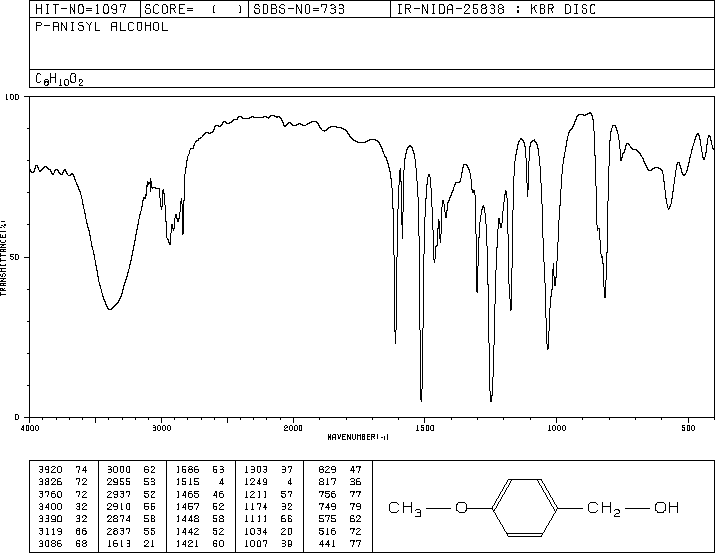 HIT-NO=1097 SCORE= ( ) SDBS-NO=733 IR-NIDA-25838 : KBR DISC
P-ANISYL ALCOHOL
C8H10O2
100
50
0
TRANSMITTANCE(%)
4000 3000 2000 1500 1000 500
WAVENUMBER(-1)
3920 74 3000 62 1586 53 1303 37 829 47
3826 72 2955 53 1515 4 1249 4 817 36
3760 72 2937 52 1465 46 1211 57 756 77
3400 32 2910 66 1457 62 1174 32 749 79
3390 32 2874 58 1448 58 1111 66 575 62
3119 66 2837 55 1442 52 1034 20 516 72
3086 68 1613 21 1421 60 1007 39 441 77
CH3 O CH2 OH